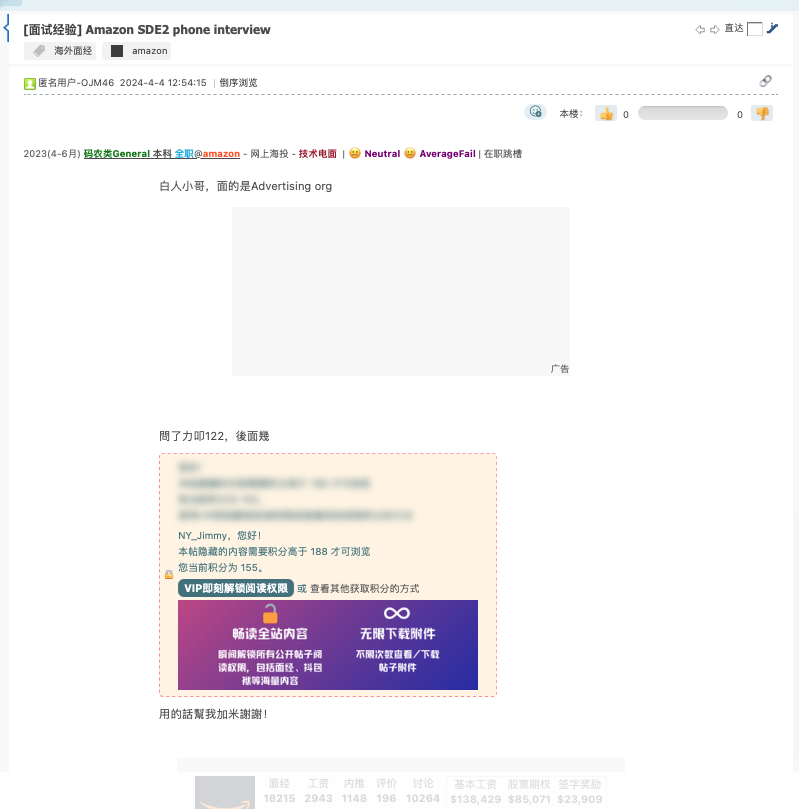 [面试经验] Amazon SDE2 phone interview
直达
海外面经 amazon
匿名用户-OJM46 2024-4-4 12:54:15 | 倒序浏览
本楼： 0 0
2023(4-6月) 码农类General 本科 全职@amazon - 网上海投 - 技术电面 | 😄 Neutral 😄 AverageFail | 在职跳槽
白人小哥，面的是Advertising org
广告
問了力叩122，後面幾
NY_Jimmy，您好！
本帖隐藏的内容需要积分高于 188 才可浏览
您当前积分为 155。
VIP即刻解锁阅读权限 或 查看其他获取积分的方式
畅读全站内容 无限下载附件
瞬间解锁所有公开帖子阅
读权限，包括面经、抖包
袱等海量内容
不限次数查看/下载
帖子附件
用的話幫我加米謝謝！
面经 工资 内推 评价 讨论 基本工资 股票期权 签字奖励
18215 2943 1148 196 10264 $138,429 $85,071 $23,909